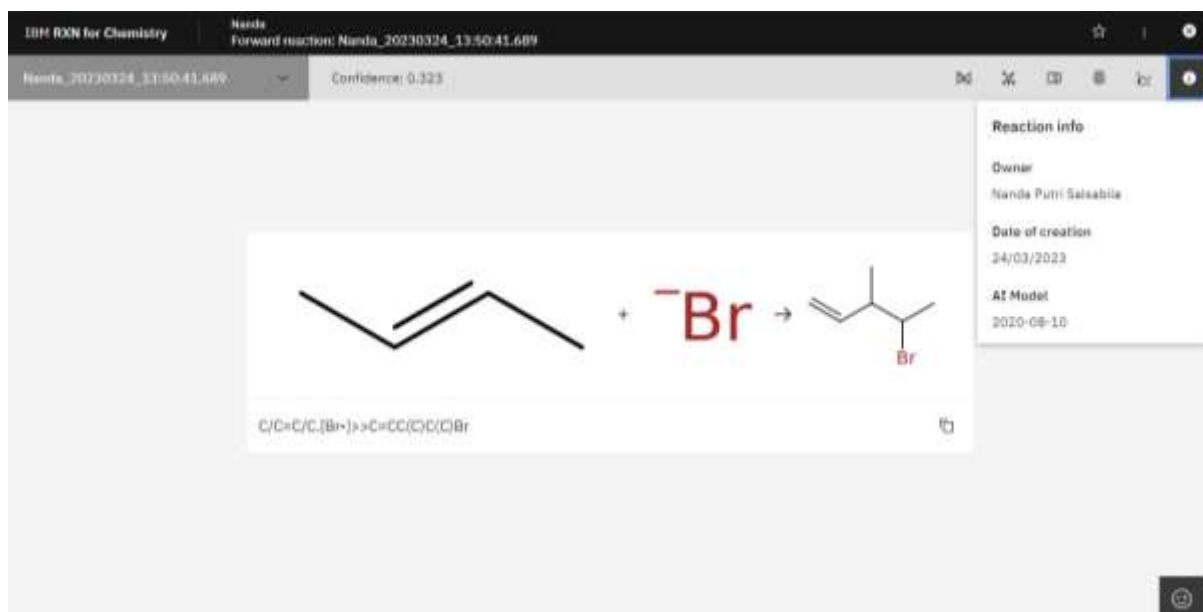 IBM RXN for Chemistry
Nanda
Forward reaction: Nanda_20230324_13:50:41.689
Nanda_20230324_13:50:41.689
Confidence: 0.323
Reaction info
Owner
Nanda Putri Salsabila
Date of creation
24/03/2023
AI Model
2020-08-10
+ ⁻Br →
Br
C/C=C/C.[Br-]>>C=CC(C)C(C)Br